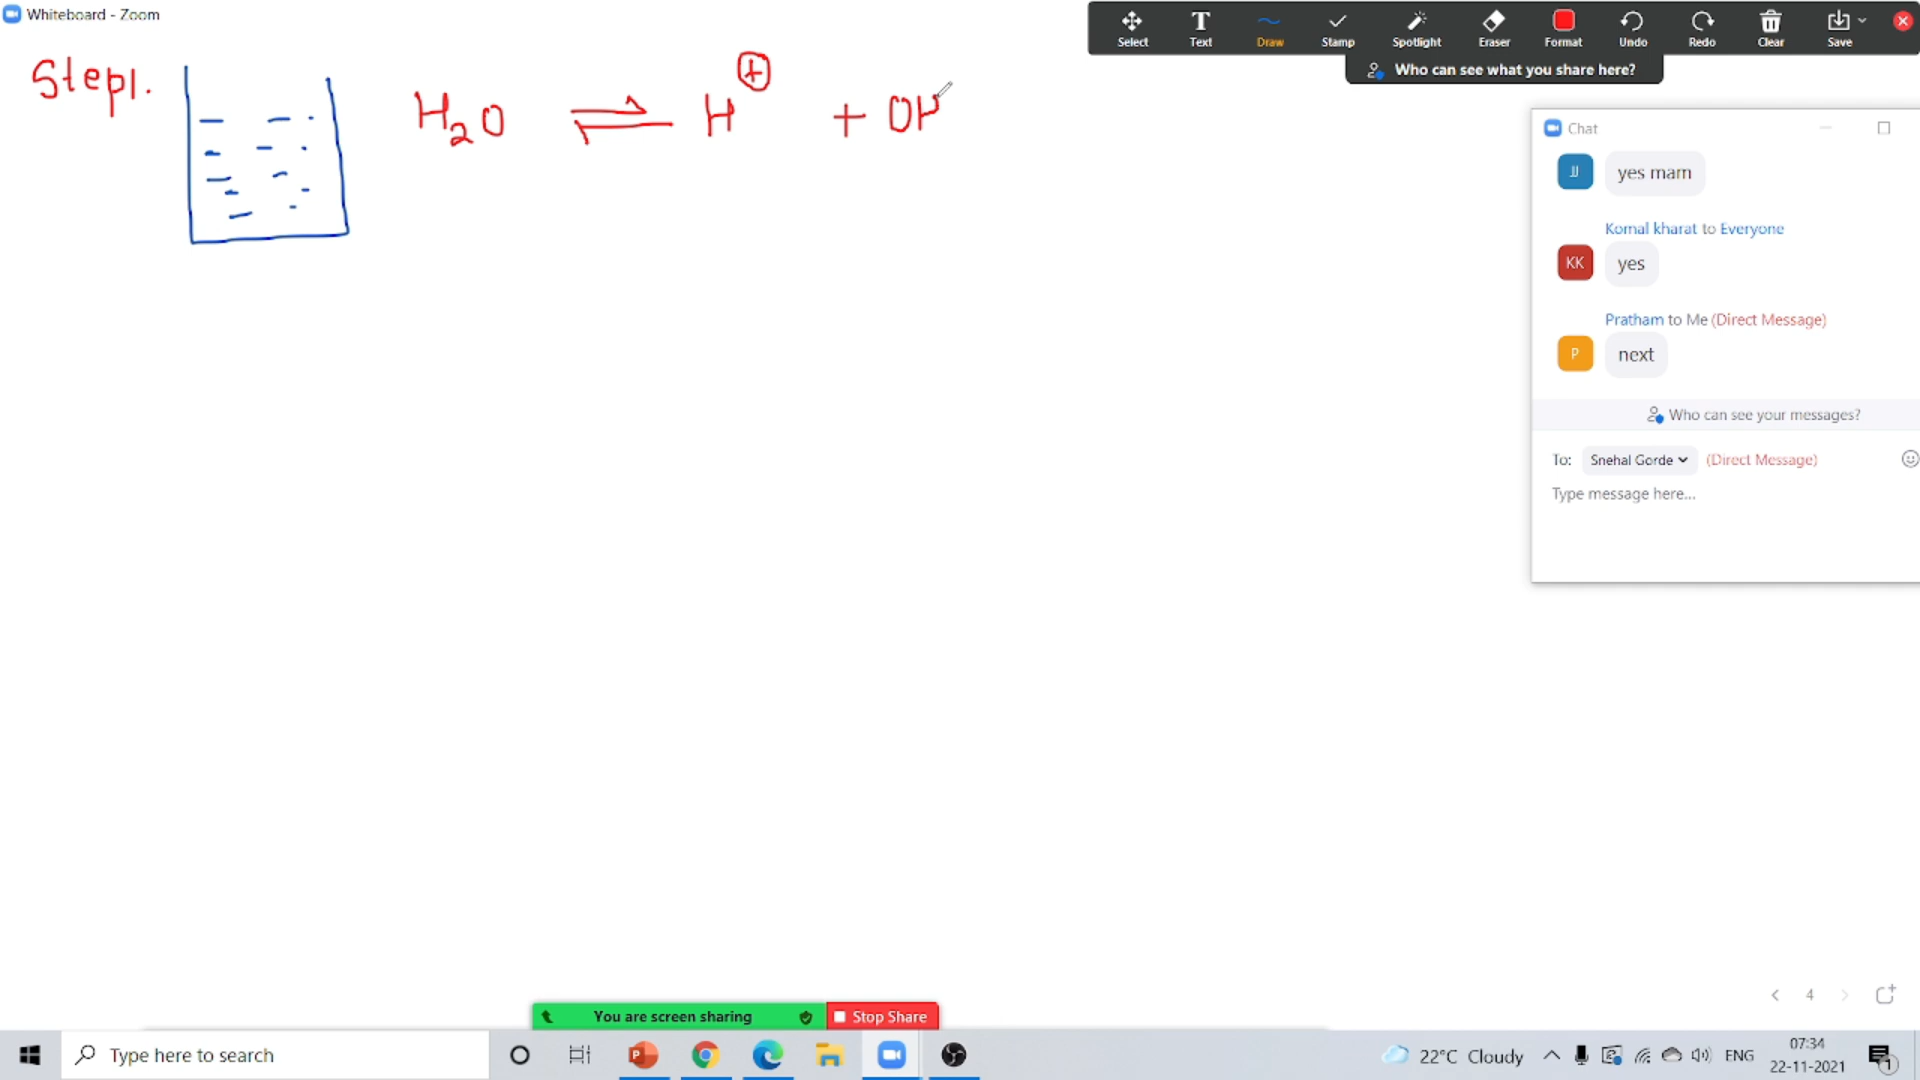 Whiteboard - Zoom
Select Text Draw Stamp Spotlight Eraser Format Undo Redo Clear Save
Who can see what you share here?
Step1.
H₂O ⇌ H⊕ + OH
Chat
JJ yes mam
Komal kharat to Everyone
KK yes
Pratham to Me (Direct Message)
P next
Who can see your messages?
To: Snehal Gorde (Direct Message)
Type message here...
4
You are screen sharing Stop Share
Type here to search
22°C Cloudy ENG
07:34
22-11-2021
1